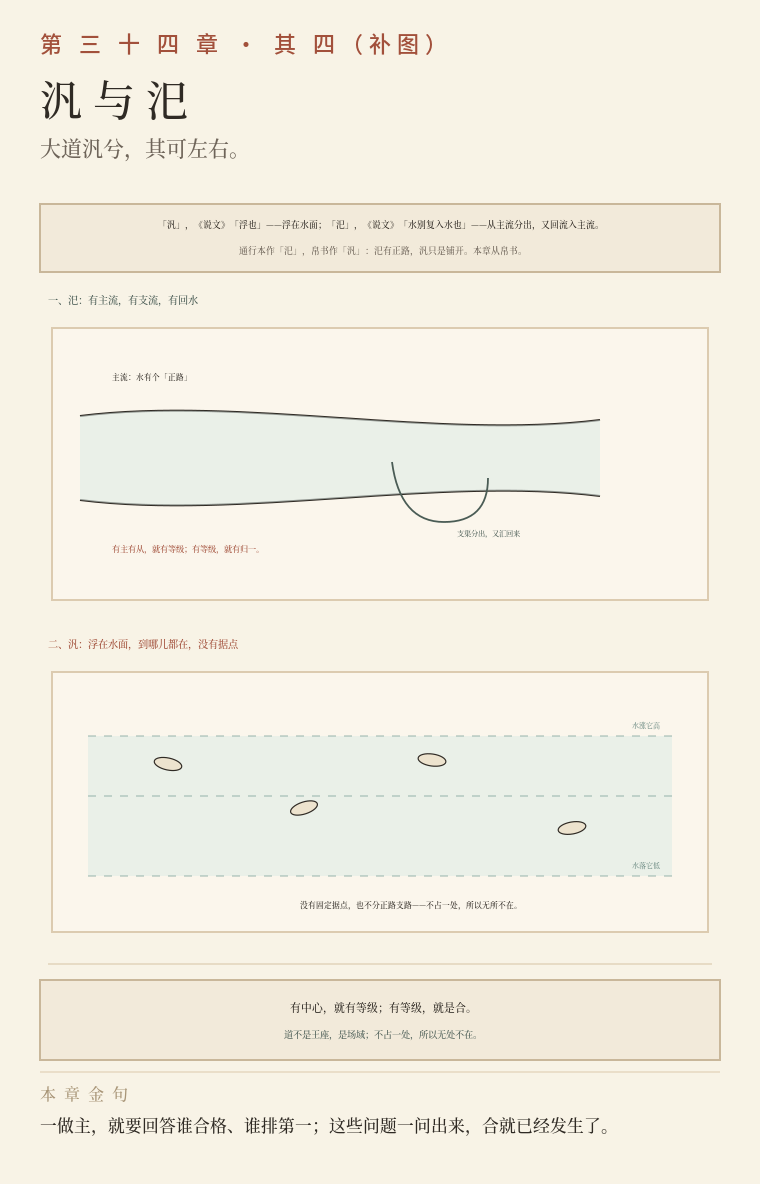 第三十四章·其四（补图）
汎与汜
大道汎兮，其可左右。
「汎」，《说文》「浮也」——浮在水面；「汜」，《说文》「水别复入水也」——从主流分出，又回流入主流。
通行本作「汜」，帛书作「汎」：汜有正路，汎只是铺开。本章从帛书。
一、汜：有主流，有支流，有回水
主流：水有个「正路」
支渠分出，又汇回来
有主有从，就有等级；有等级，就有归一。
二、汎：浮在水面，到哪儿都在，没有据点
水涨它高
水落它低
没有固定据点，也不分正路支路——不占一处，所以无所不在。
有中心，就有等级；有等级，就是合。
道不是王座，是场域；不占一处，所以无处不在。
本章金句
一做主，就要回答谁合格、谁排第一；这些问题一问出来，合就已经发生了。